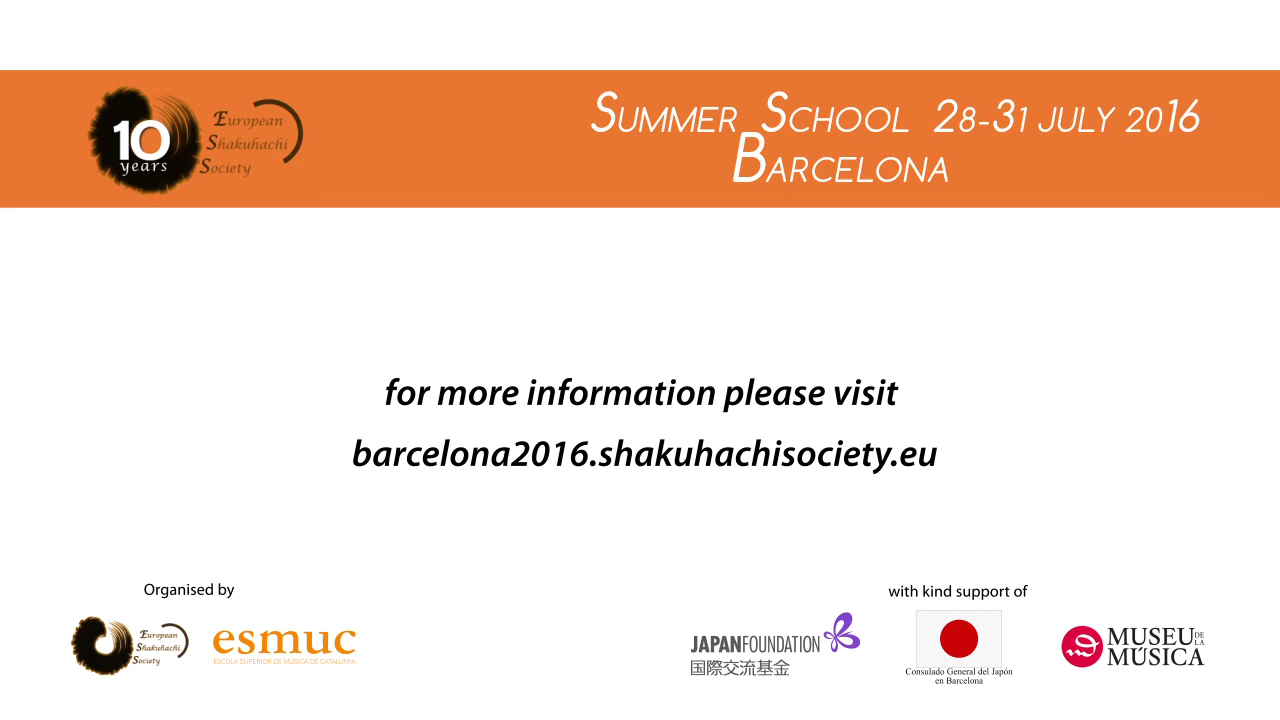 10
years
European
Shakuhachi
Society
Summer School 28-31 July 2016
Barcelona
for more information please visit
barcelona2016.shakuhachisociety.eu
Organised by
European
Shakuhachi
Society
esmuc
ESCOLA SUPERIOR DE MÚSICA DE CATALUNYA
with kind support of
JAPANFOUNDATION
国際交流基金
Consulado General del Japón
en Barcelona
MUSEU DE LA
MÚSICA